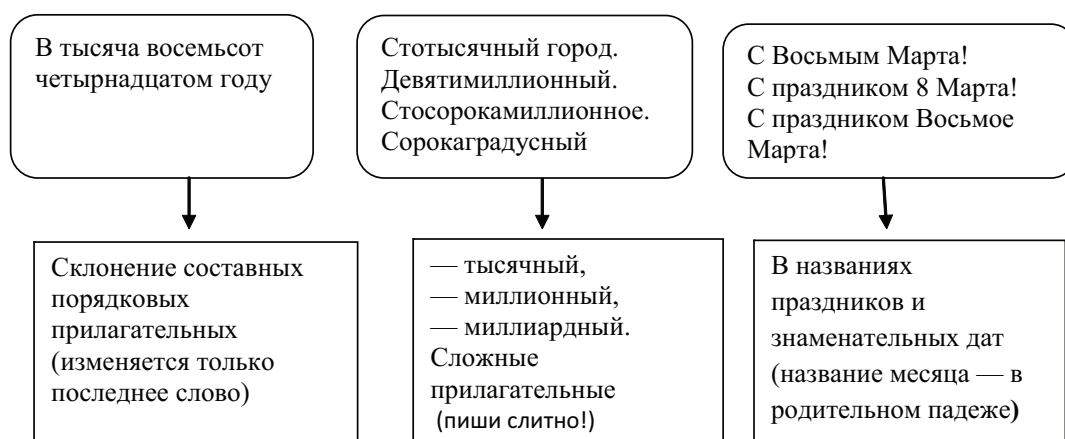 В тысяча восемьсот
четырнадцатом году
Стотысячный город.
Девятимиллионный.
Стосорокамиллионное.
Сорокаградусный
С Восьмым Марта!
С праздником 8 Марта!
С праздником Восьмое
Марта!
Склонение составных
порядковых
прилагательных
(изменяется только
последнее слово)
— тысячный,
— миллионный,
— миллиардный.
Сложные
прилагательные
(пиши слитно!)
В названиях
праздников и
знаменательных дат
(название месяца — в
родительном падеже)